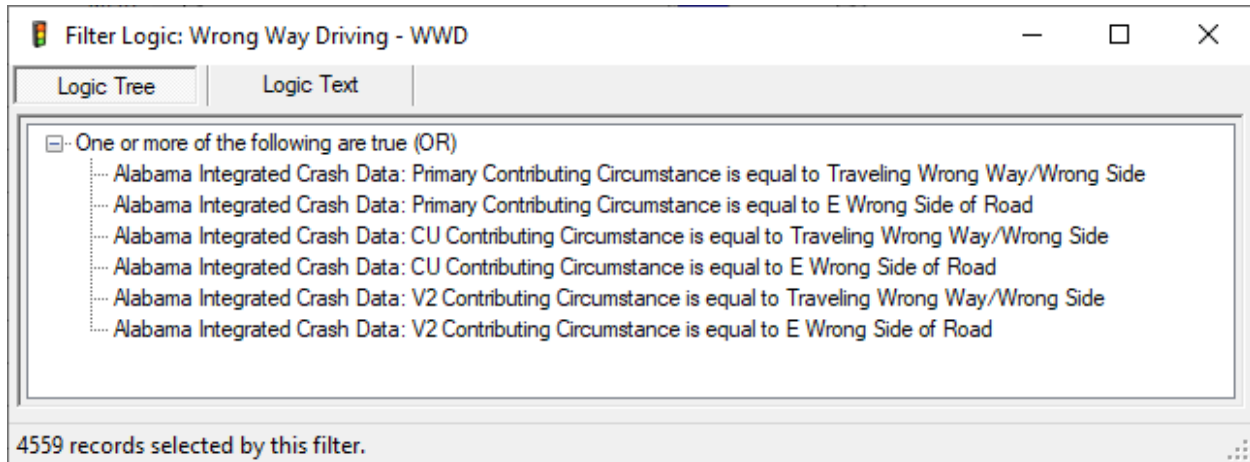 Filter Logic: Wrong Way Driving - WWD
Logic Tree Logic Text
One or more of the following are true (OR)
Alabama Integrated Crash Data: Primary Contributing Circumstance is equal to Traveling Wrong Way/Wrong Side
Alabama Integrated Crash Data: Primary Contributing Circumstance is equal to E Wrong Side of Road
Alabama Integrated Crash Data: CU Contributing Circumstance is equal to Traveling Wrong Way/Wrong Side
Alabama Integrated Crash Data: CU Contributing Circumstance is equal to E Wrong Side of Road
Alabama Integrated Crash Data: V2 Contributing Circumstance is equal to Traveling Wrong Way/Wrong Side
Alabama Integrated Crash Data: V2 Contributing Circumstance is equal to E Wrong Side of Road
4559 records selected by this filter.